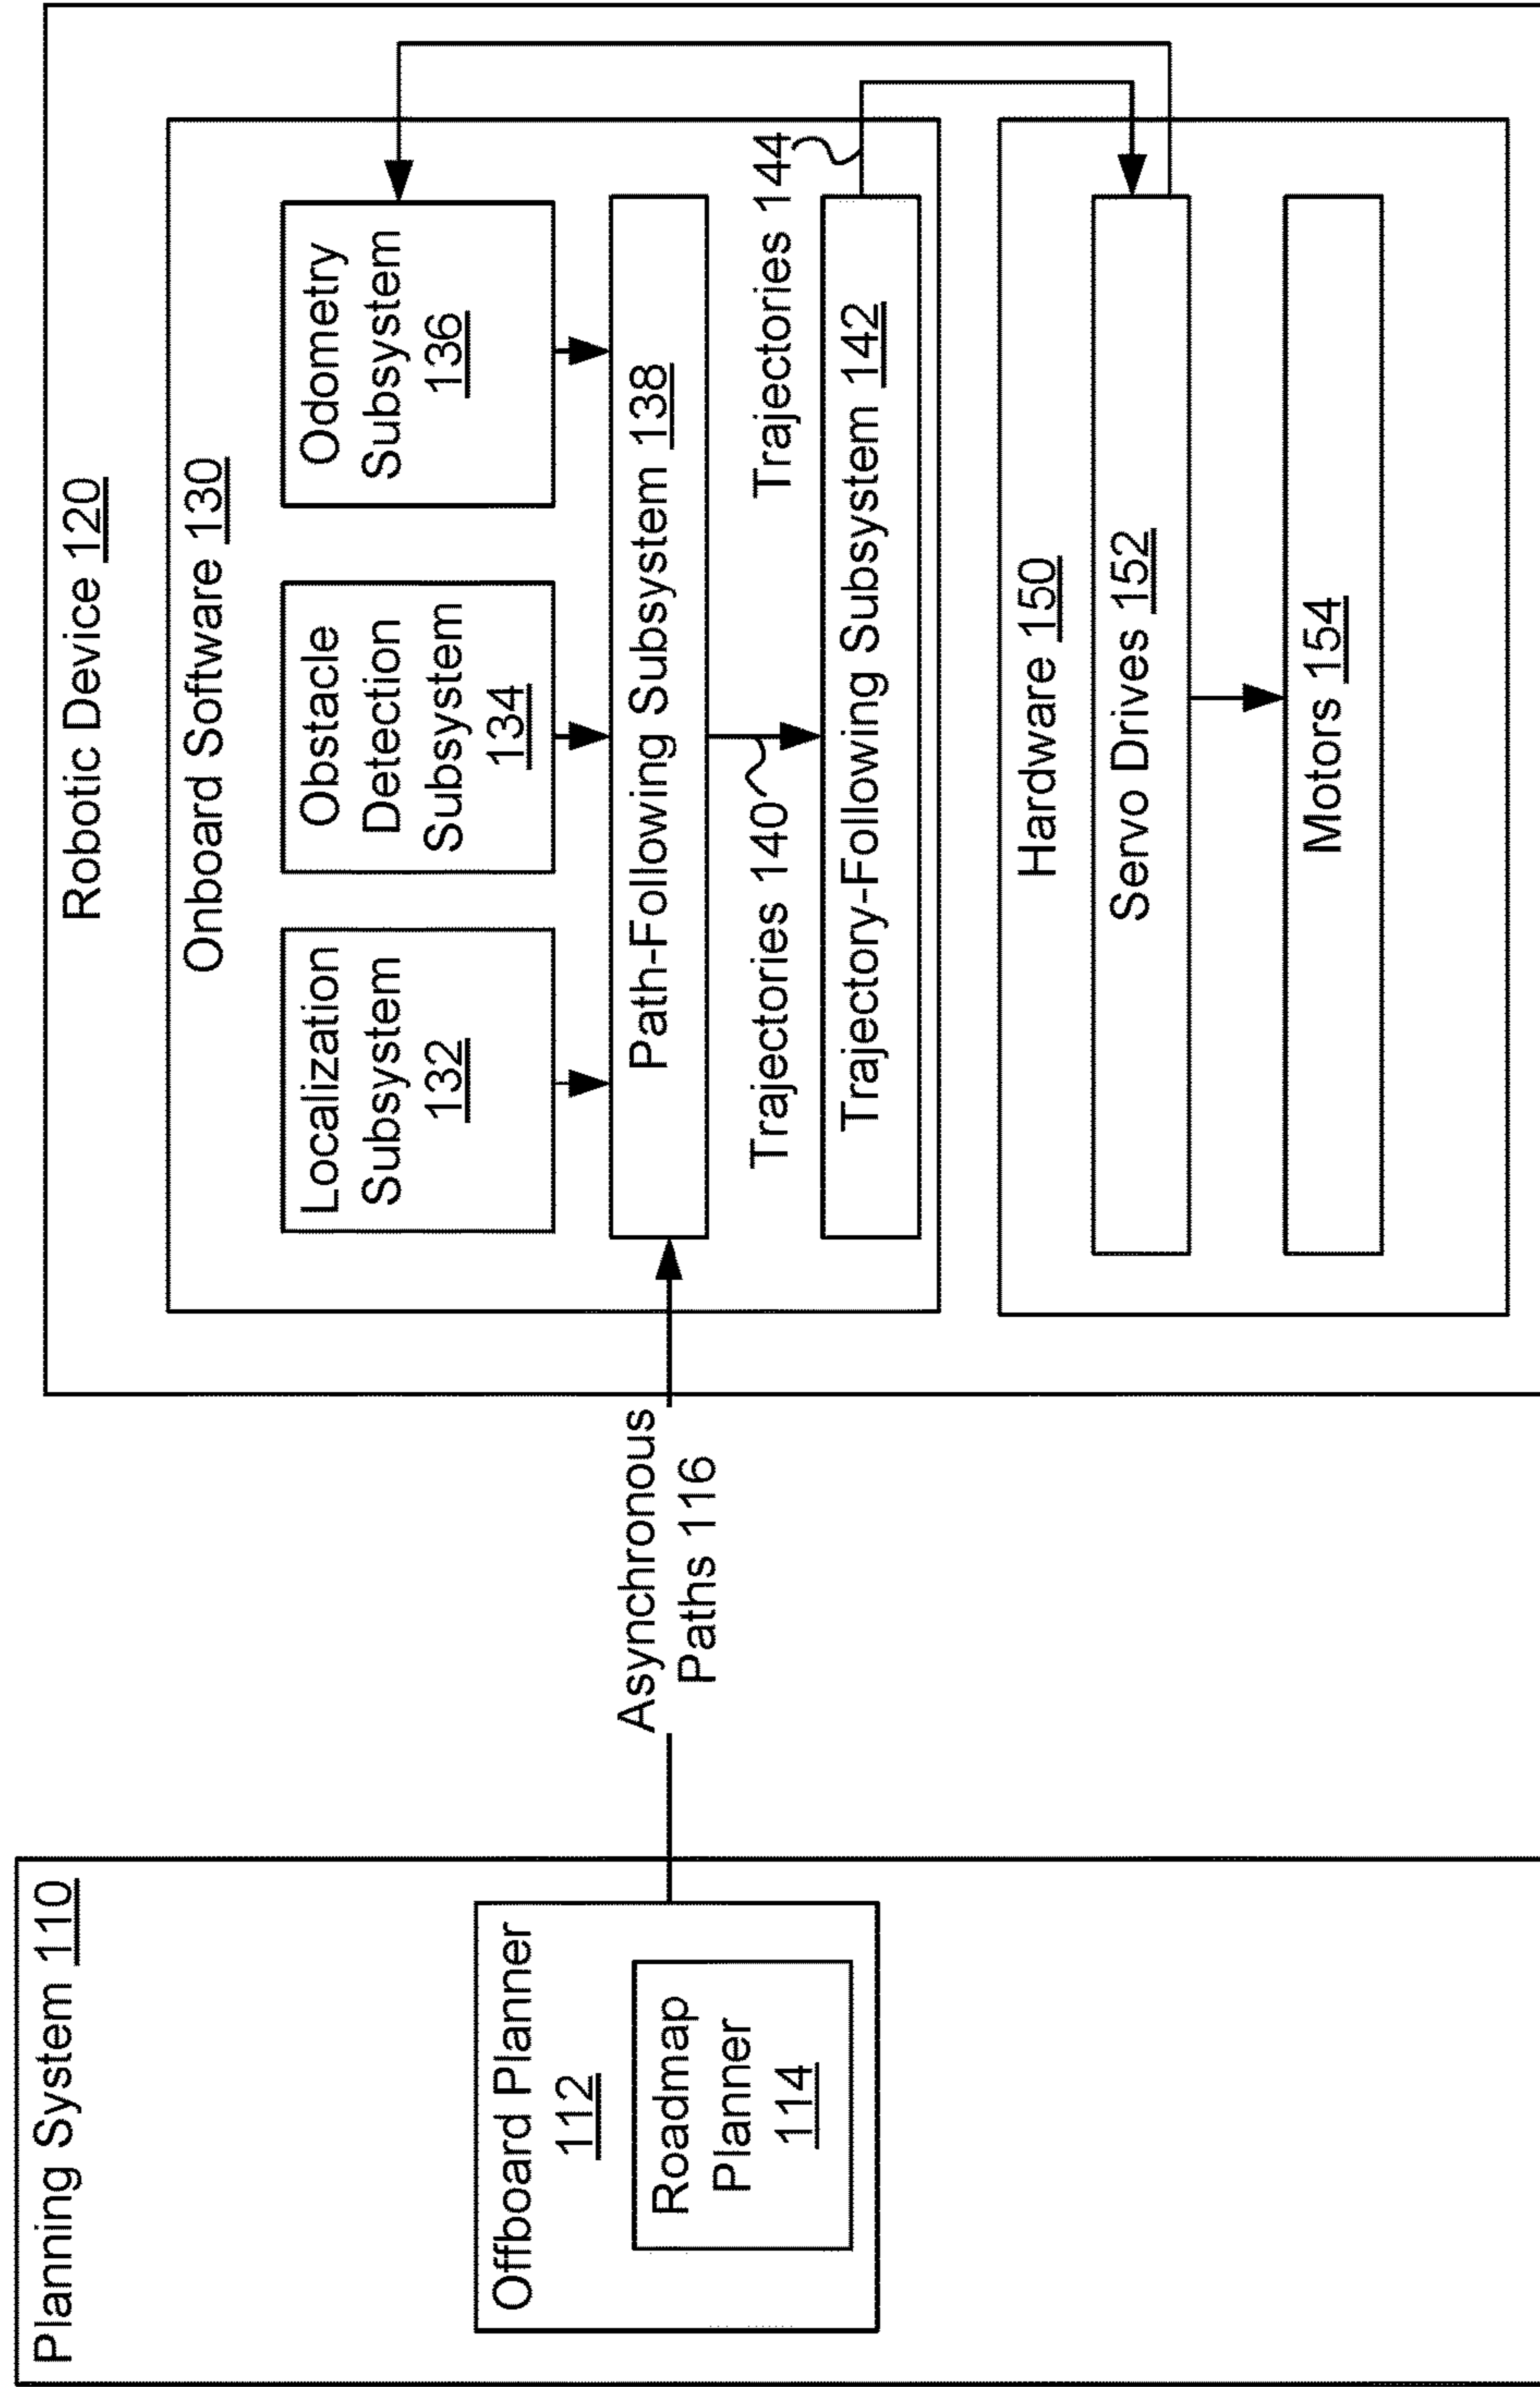 Planning System 110
Offboard Planner
112
Roadmap
Planner
114
Asynchronous
Paths 116
Robotic Device 120
Onboard Software 130
Localization
Subsystem
132
Obstacle
Detection
Subsystem
134
Odometry
Subsystem
136
Path-Following Subsystem 138
Trajectories 140
Trajectories 144
Trajectory-Following Subsystem 142
Hardware 150
Servo Drives 152
Motors 154